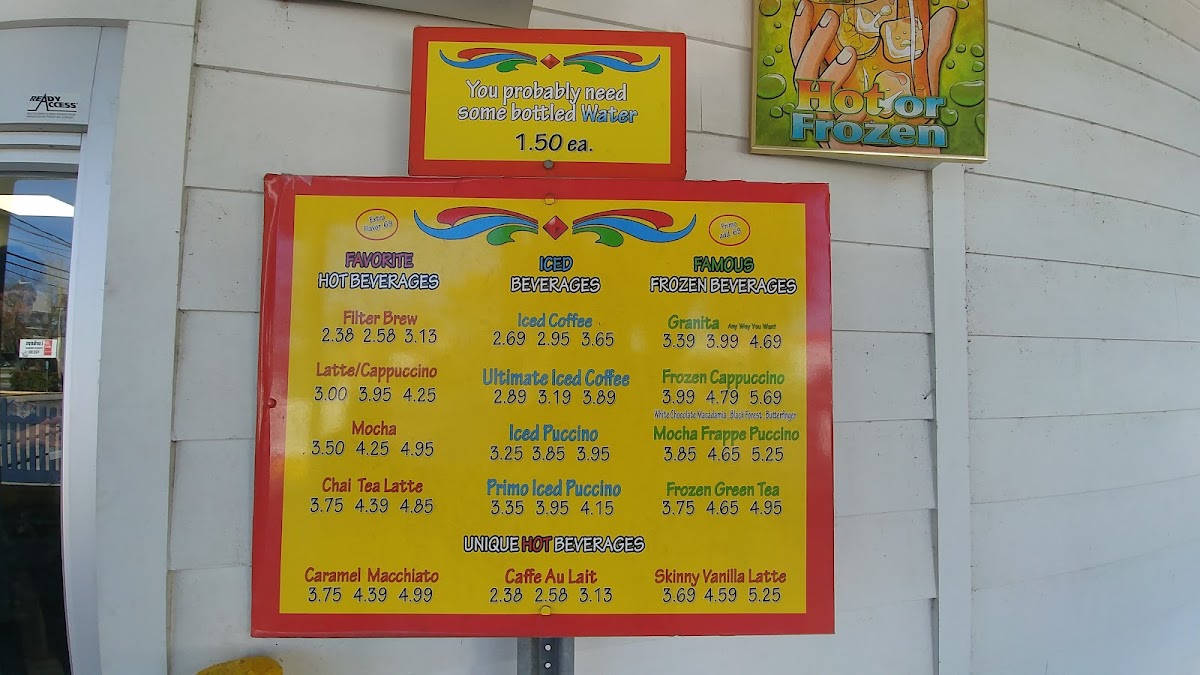 READY
ACCESS
You probably need
some bottled Water
1.50 ea.
Hot or
Frozen
Extra
Flavor .69
Primo
add .69
FAVORITE
HOT BEVERAGES
Filter Brew
2.38 2.58 3.13
Latte/Cappuccino
3.00 3.95 4.25
Mocha
3.50 4.25 4.95
Chai Tea Latte
3.75 4.39 4.85
ICED
BEVERAGES
Iced Coffee
2.69 2.95 3.65
Ultimate Iced Coffee
2.89 3.19 3.89
Iced Puccino
3.25 3.85 3.95
Primo Iced Puccino
3.35 3.95 4.15
FAMOUS
FROZEN BEVERAGES
Granita Any Way You Want
3.39 3.99 4.69
Frozen Cappuccino
3.99 4.79 5.69
White Chocolate Macadamia Black Forest Butterfinger
Mocha Frappe Puccino
3.85 4.65 5.25
Frozen Green Tea
3.75 4.65 4.95
UNIQUE HOT BEVERAGES
Caramel Macchiato
3.75 4.39 4.99
Caffe Au Lait
2.38 2.58 3.13
Skinny Vanilla Latte
3.69 4.59 5.25